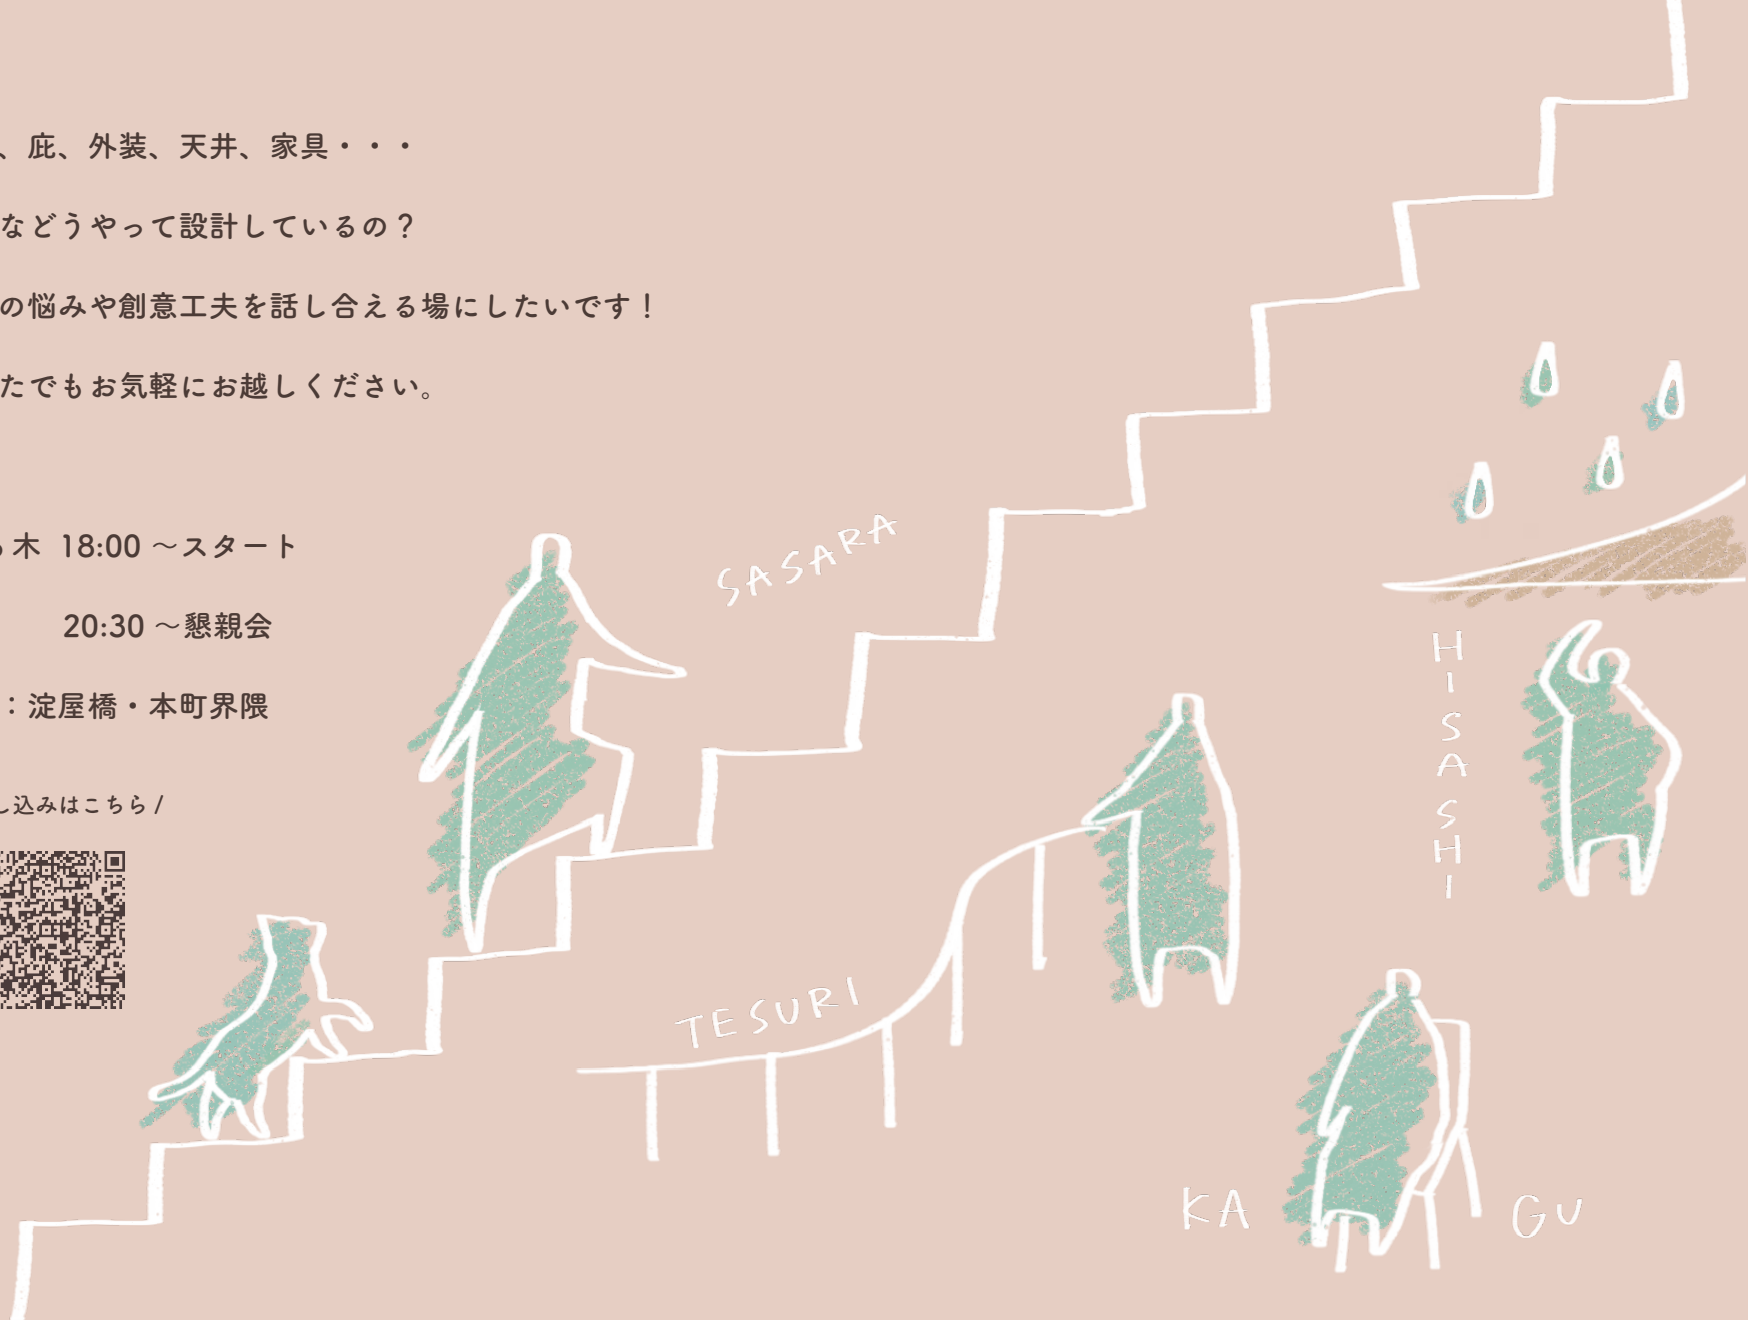 、庇、外装、天井、家具・・・
などうやって設計しているの？
の悩みや創意工夫を話し合える場にしたいです！
たでもお気軽にお越しください。
木 18:00 〜スタート
20:30 〜懇親会
：淀屋橋・本町界隈
し込みはこちら /
SASARA
HISASHI
TESURI
KA GU